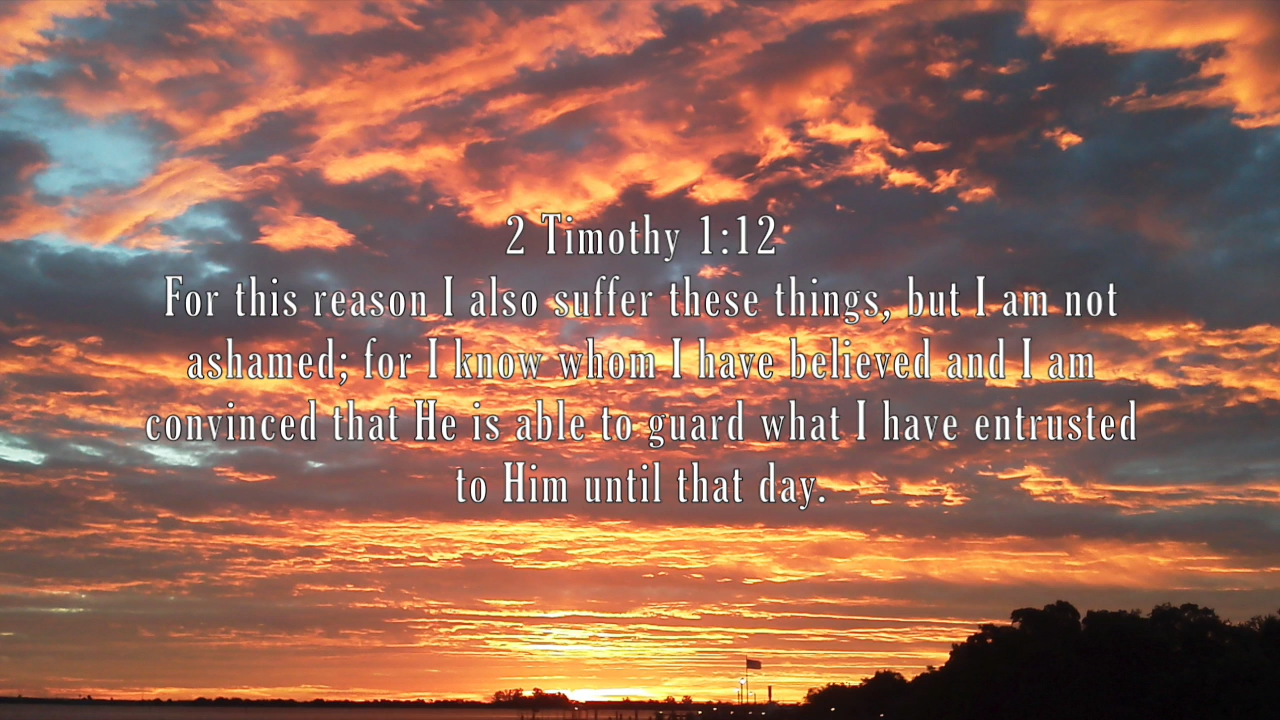 2 Timothy 1:12
For this reason I also suffer these things, but I am not
ashamed; for I know whom I have believed and I am
convinced that He is able to guard what I have entrusted
to Him until that day.